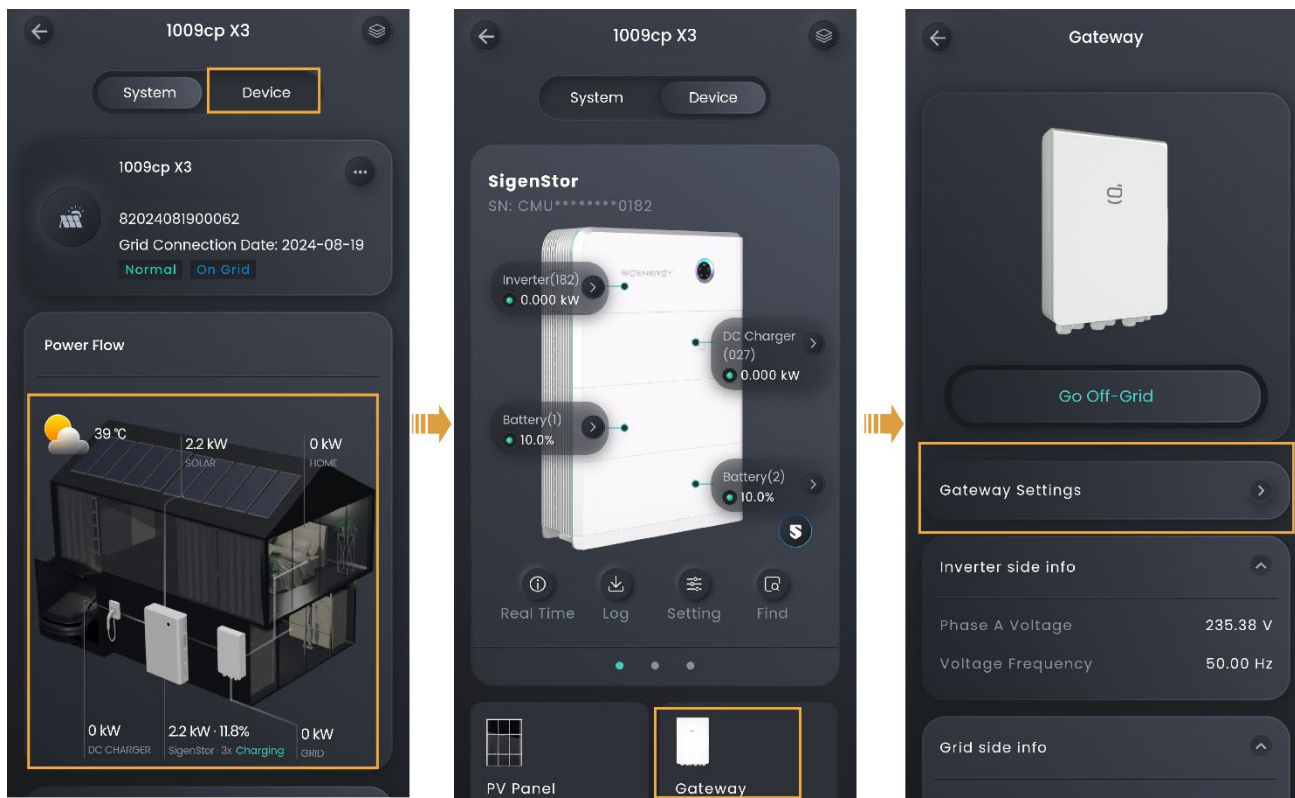 1009cp X3
System
Device
1009cp X3
82024081900062
Grid Connection Date: 2024-08-19
Normal
On Grid
Power Flow
39 ℃
2.2 kW
SOLAR
0 kW
HOME
0 kW
DC CHARGER
2.2 kW · 11.8%
SigenStor · 3x Charging
0 kW
GRID
1009cp X3
System
Device
SigenStor
SN: CMU********0182
SIGENERGY
Inverter(182)
0.000 kW
DC Charger
(027)
0.000 kW
Battery(1)
10.0%
Battery(2)
10.0%
Real Time
Log
Setting
Find
PV Panel
Gateway
Gateway
Go Off-Grid
Gateway Settings
Inverter side info
Phase A Voltage
235.38 V
Voltage Frequency
50.00 Hz
Grid side info